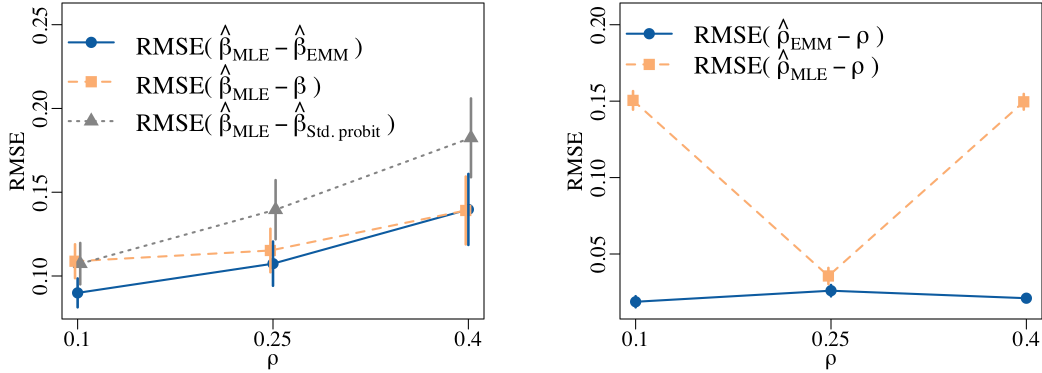 0.25
0.20
0.15
0.10
RMSE
RMSE( β̂MLE − β̂EMM )
RMSE( β̂MLE − β )
RMSE( β̂MLE − β̂Std. probit )
0.1 0.25 0.4
ρ
0.20
0.15
0.10
0.05
RMSE
RMSE( ρ̂EMM − ρ )
RMSE( ρ̂MLE − ρ )
0.1 0.25 0.4
ρ